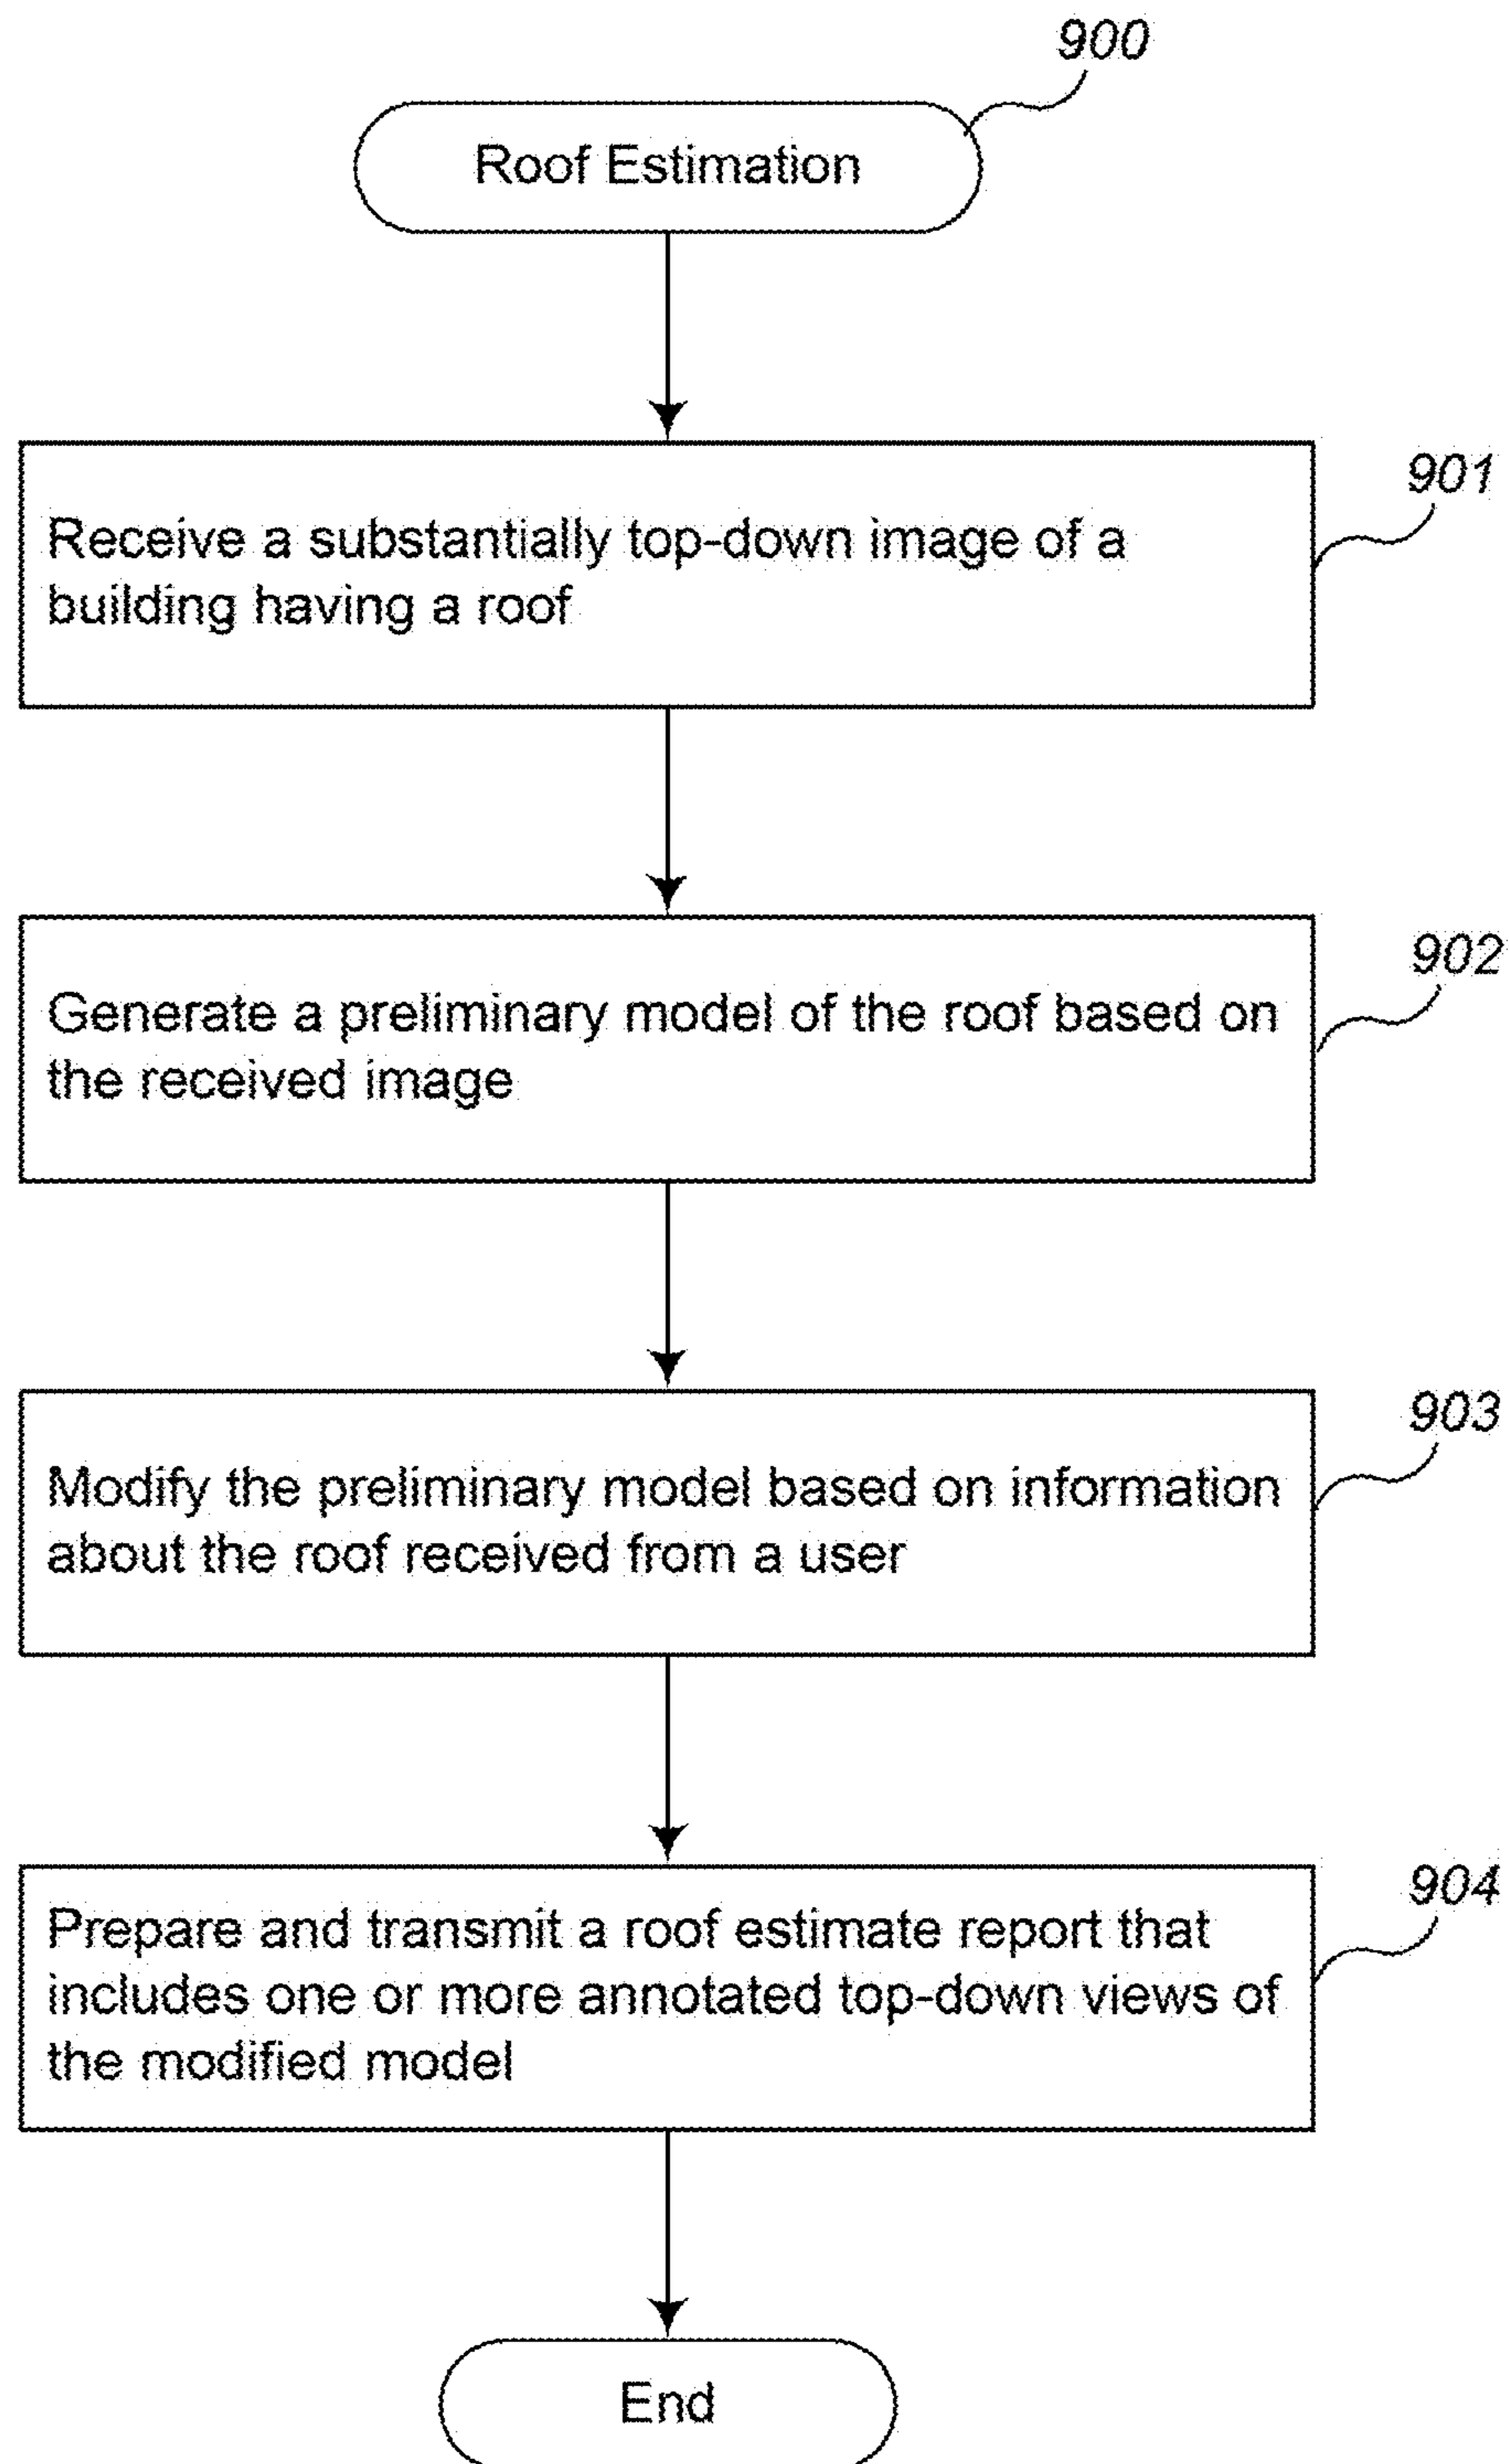 900
Roof Estimation
901
Receive a substantially top-down image of a
building having a roof
902
Generate a preliminary model of the roof based on
the received image
903
Modify the preliminary model based on information
about the roof received from a user
904
Prepare and transmit a roof estimate report that
includes one or more annotated top-down views of
the modified model
End